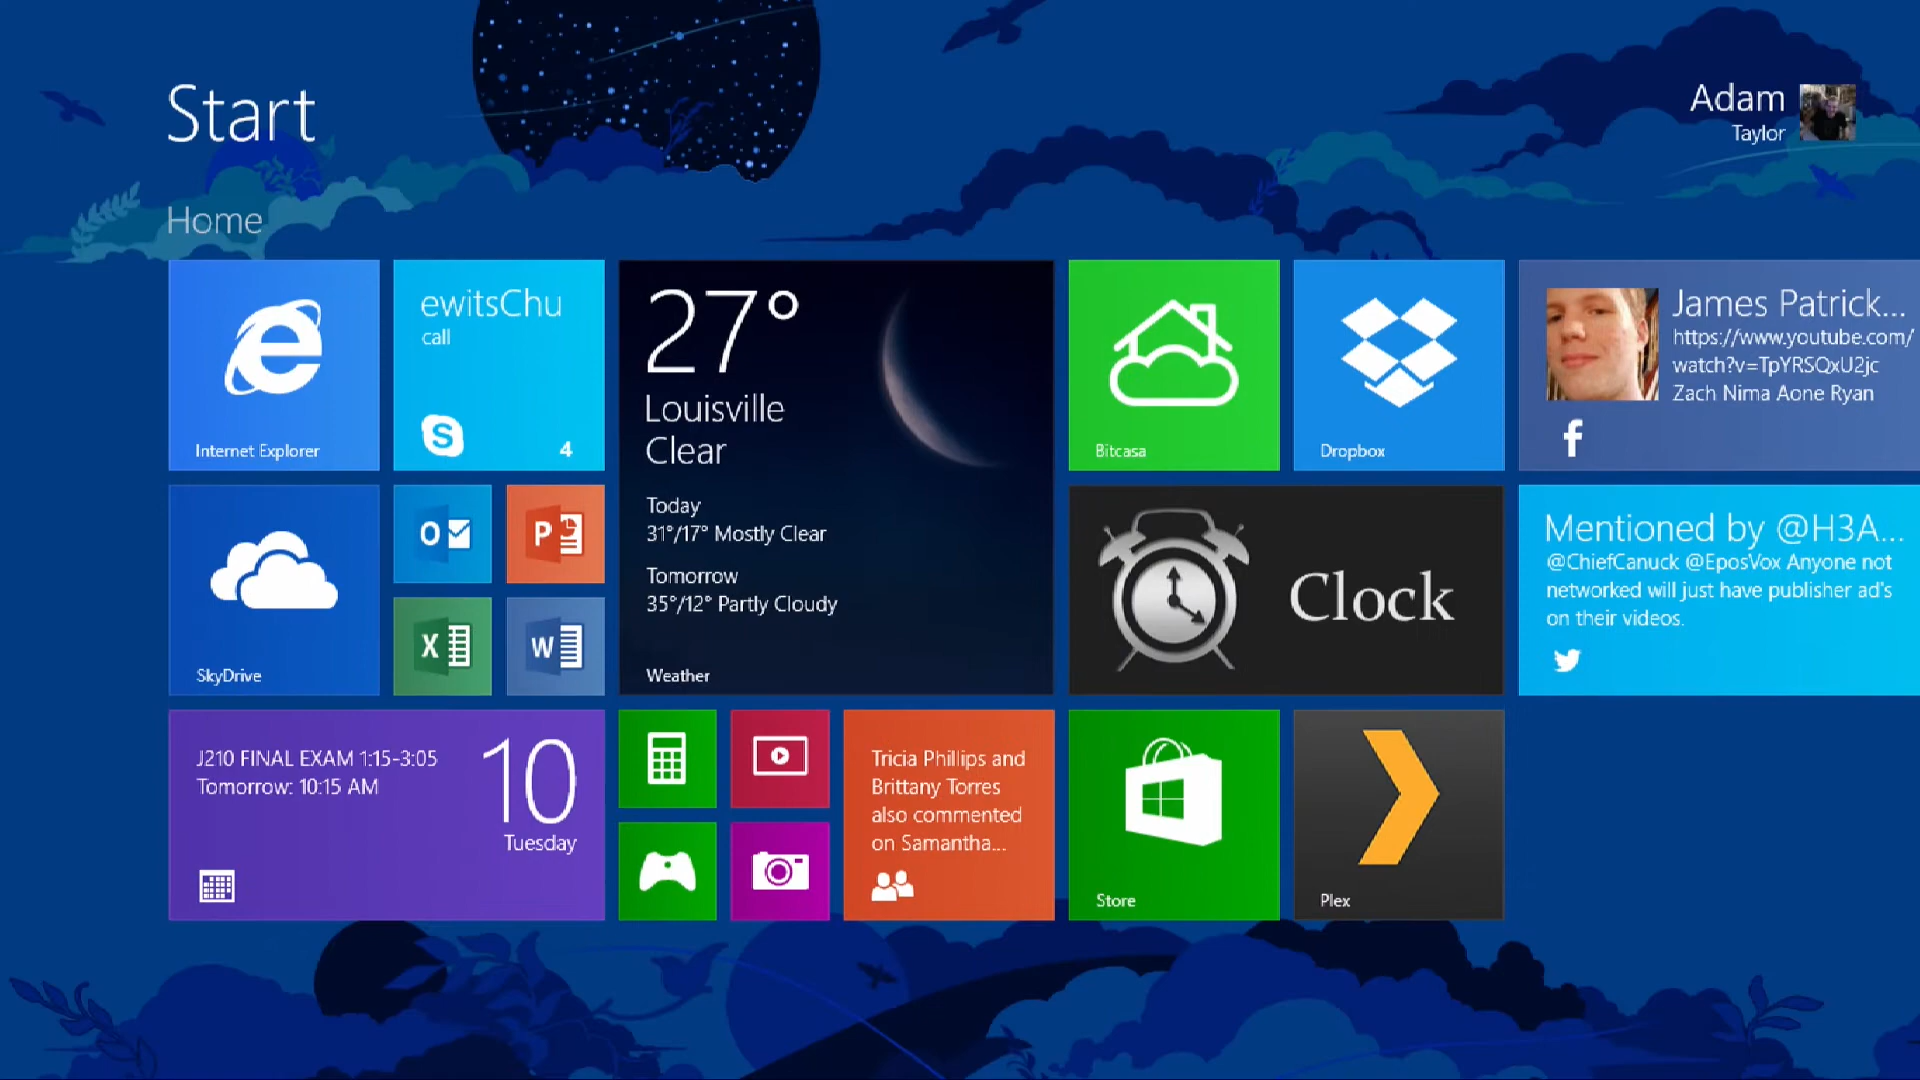 Start
Adam
Taylor
Home
Internet Explorer
ewitsChu
call
S
4
27°
Louisville
Clear
Today
31°/17° Mostly Clear
Tomorrow
35°/12° Partly Cloudy
Weather
Bitcasa
Dropbox
James Patrick...
https://www.youtube.com/
watch?v=TpYRSQxU2jc
Zach Nima Aone Ryan
f
SkyDrive
O
P
X
W
Clock
Mentioned by @H3A...
@ChiefCanuck @EposVox Anyone not
networked will just have publisher ad's
on their videos.
J210 FINAL EXAM 1:15-3:05
Tomorrow: 10:15 AM
10
Tuesday
Tricia Phillips and
Brittany Torres
also commented
on Samantha...
Store
Plex